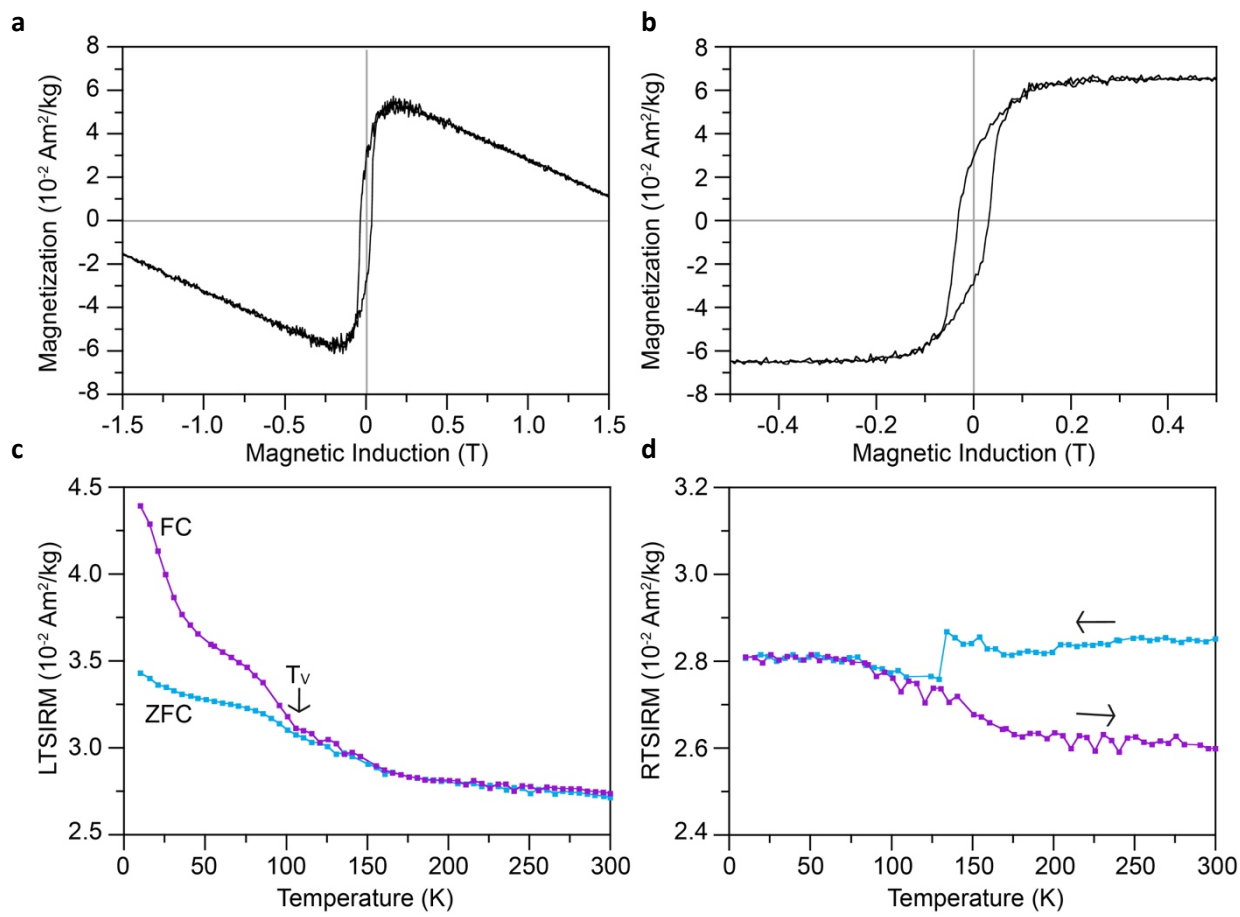 a
Magnetization (10⁻² Am²/kg)
8
6
4
2
0
-2
-4
-6
-8
-1.5 -1.0 -0.5 0 0.5 1.0 1.5
Magnetic Induction (T)
b
Magnetization (10⁻² Am²/kg)
8
6
4
2
0
-2
-4
-6
-8
-0.4 -0.2 0 0.2 0.4
Magnetic Induction (T)
c
LTSIRM (10⁻² Am²/kg)
4.5
4.0
3.5
3.0
2.5
FC
ZFC
Tᵥ
0 50 100 150 200 250 300
Temperature (K)
d
RTSIRM (10⁻² Am²/kg)
3.2
3.0
2.8
2.6
2.4
0 50 100 150 200 250 300
Temperature (K)